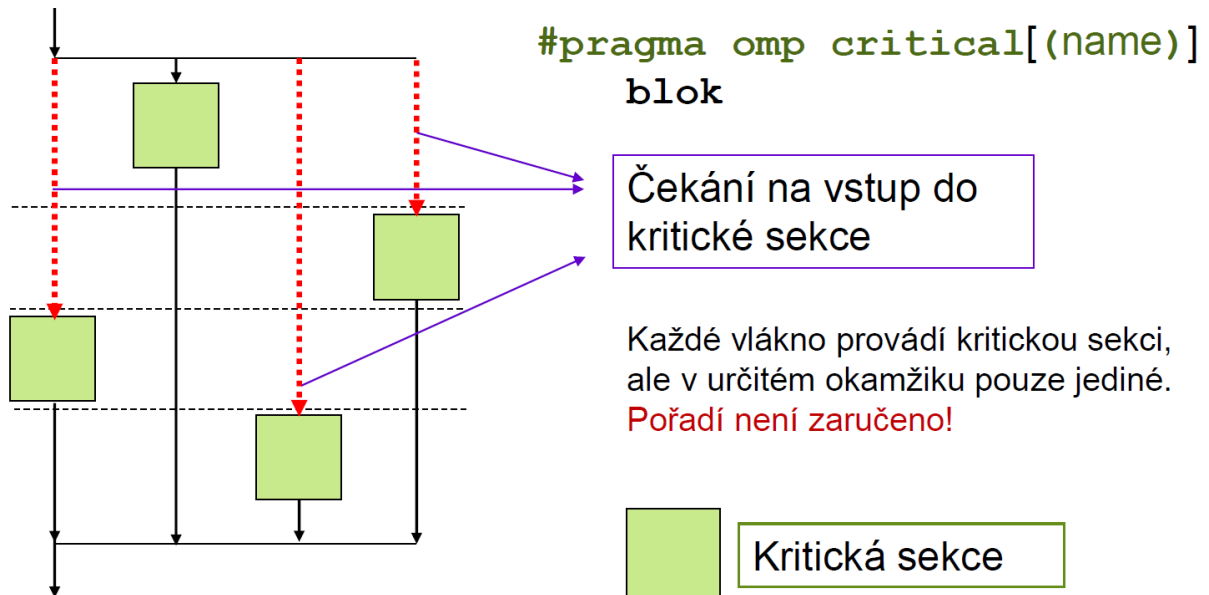 #pragma omp critical[(name)]
blok
Čekání na vstup do
kritické sekce
Každé vlákno provádí kritickou sekci,
ale v určitém okamžiku pouze jediné.
Pořadí není zaručeno!
Kritická sekce